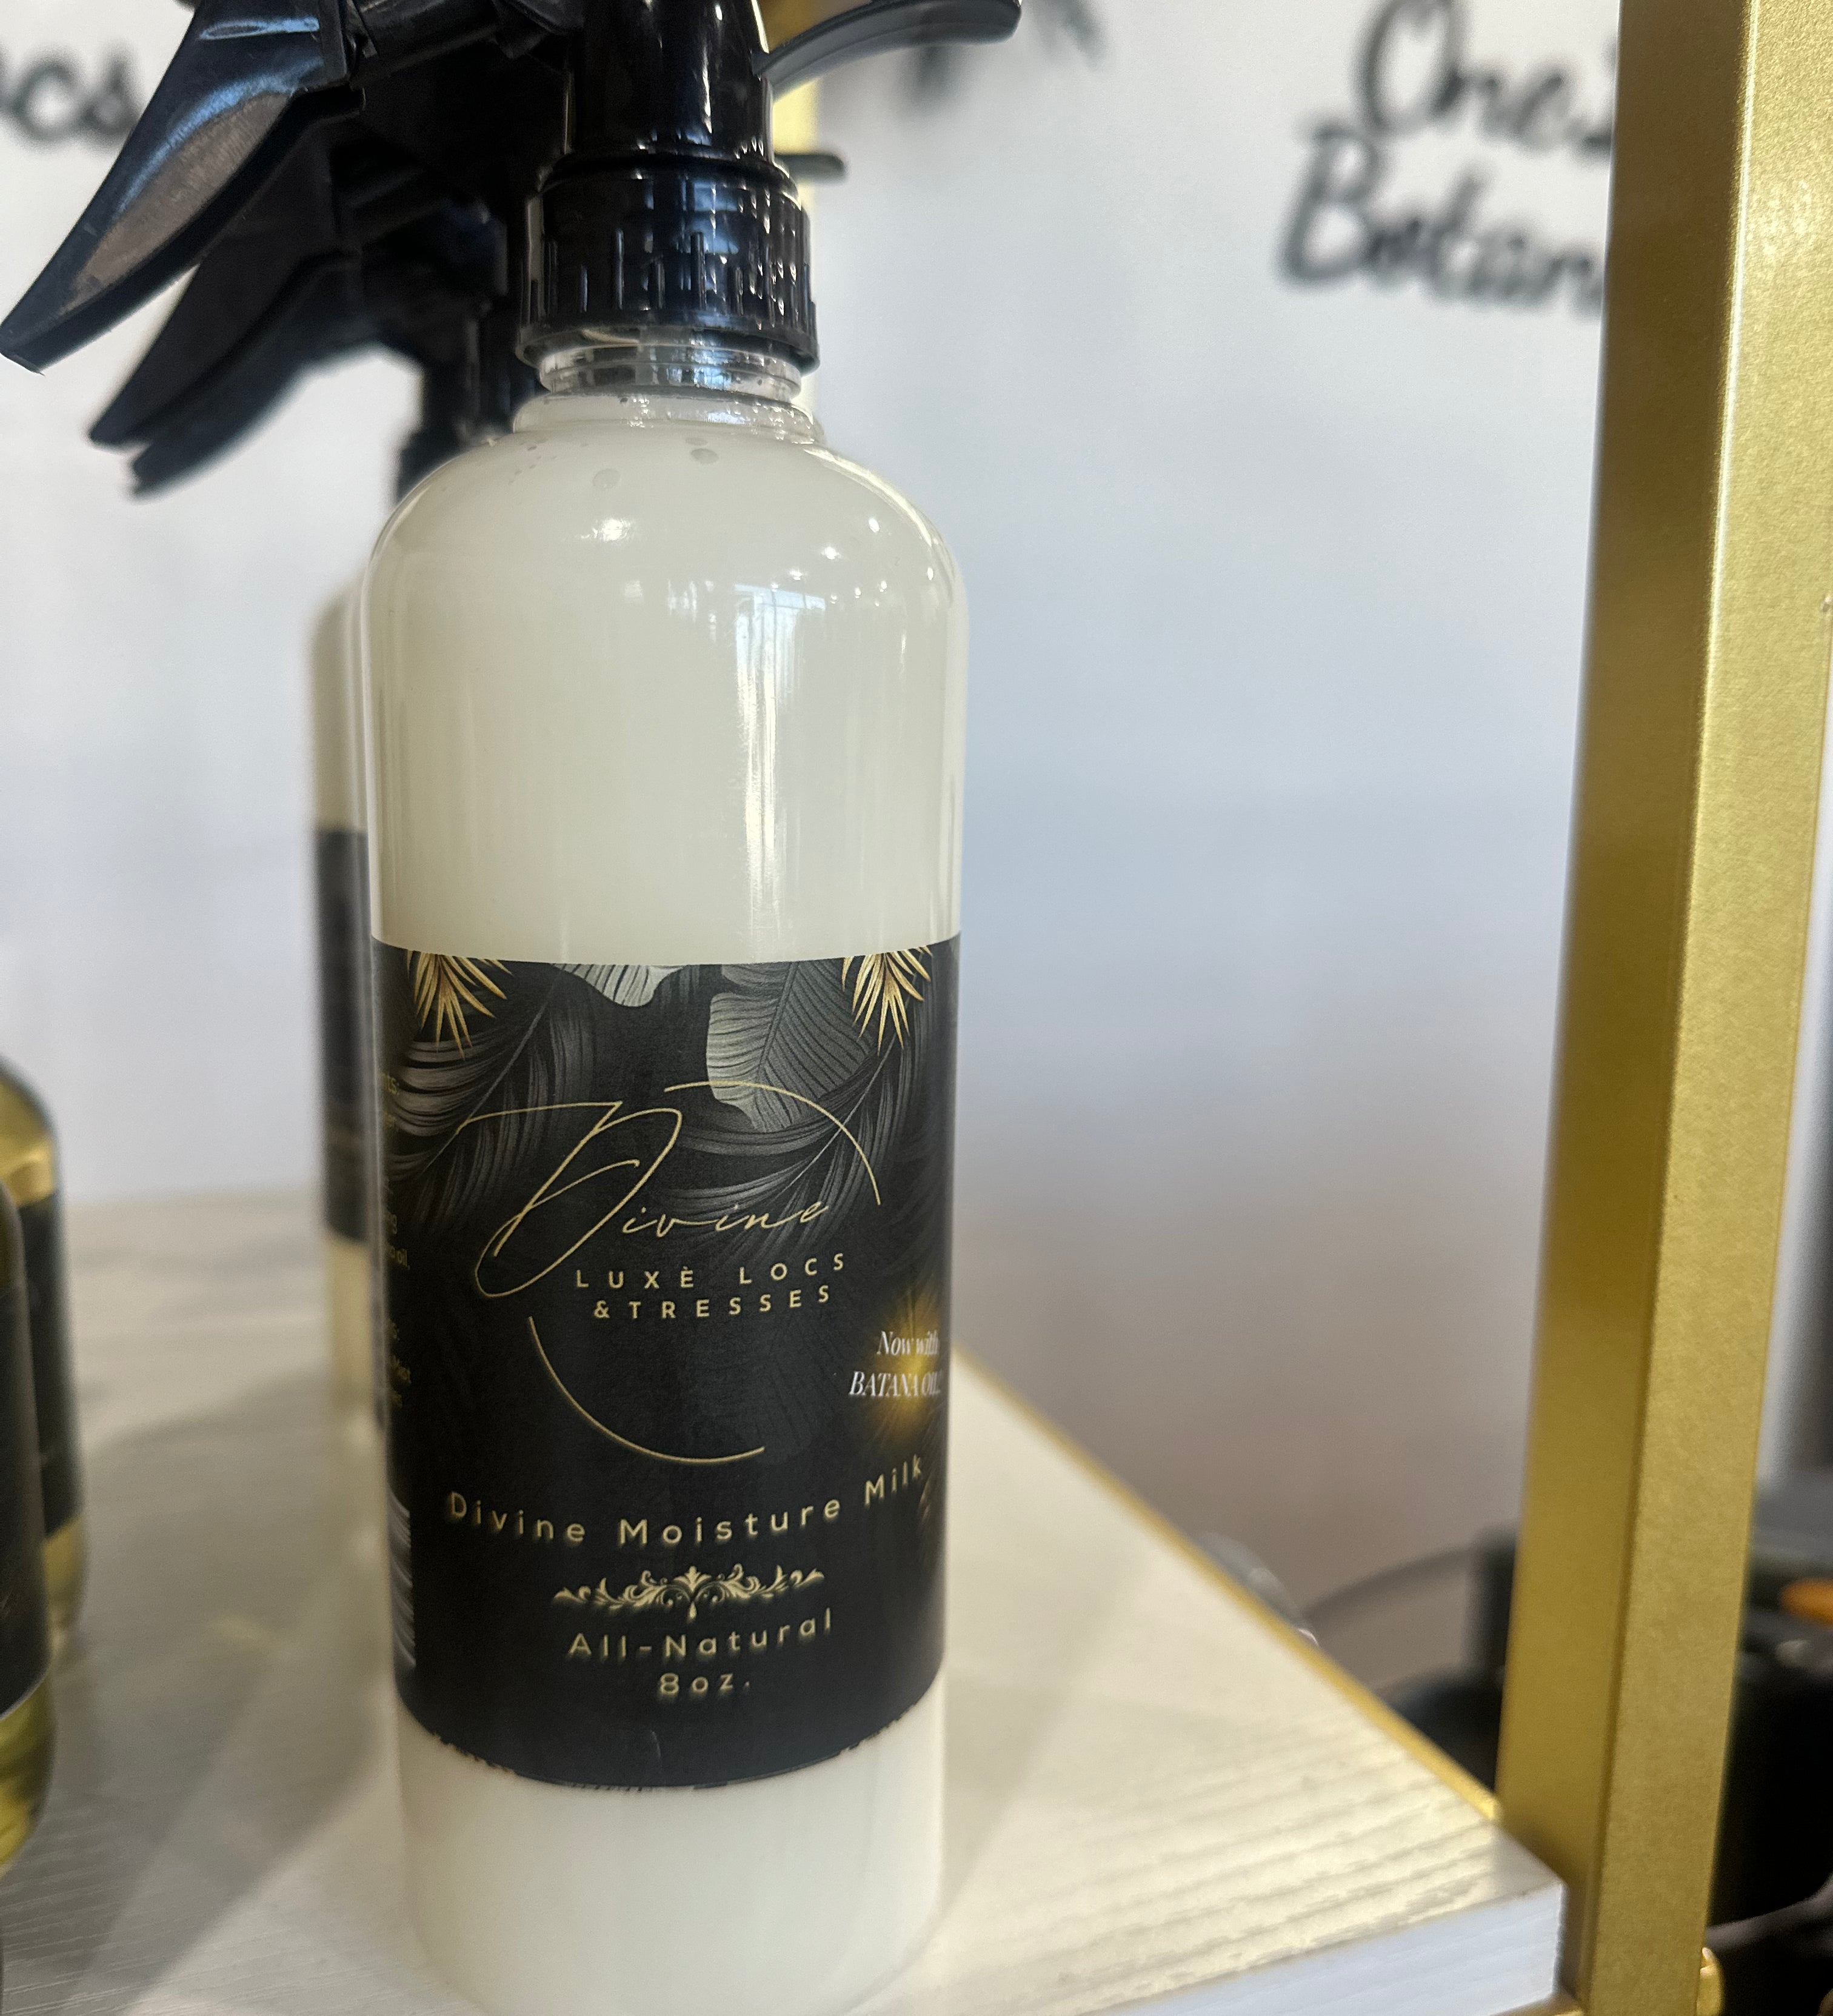 Divine
LUXÈ LOCS
&TRESSES
Now with
BATANA OIL
Divine Moisture Milk
All-Natural
8oz.